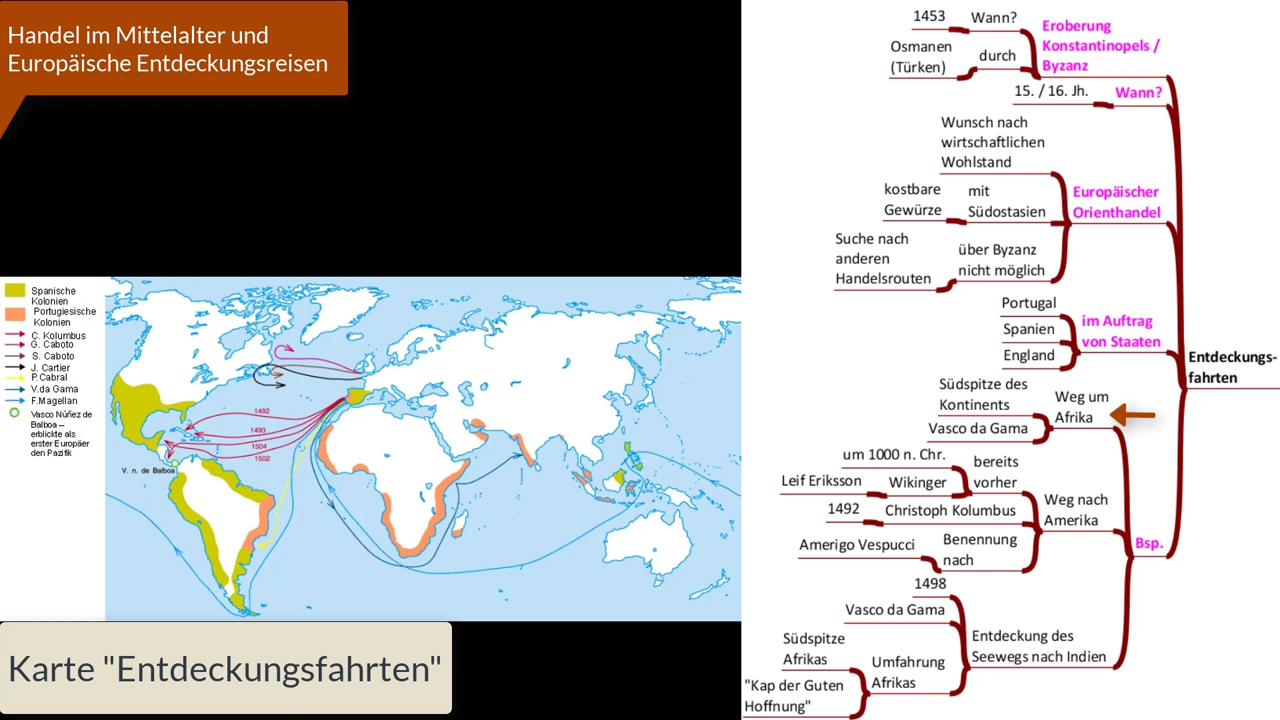 Handel im Mittelalter und
Europäische Entdeckungsreisen
Spanische
Kolonien
Portugiesische
Kolonien
C. Kolumbus
G. Caboto
S. Caboto
J. Cartier
P.Cabral
V.da Gama
F.Magellan
Vasco Núñez de
Balboa –
erblickte als
erster Europäer
den Pazifik
1492
1493
1504
1502
V. n. de Balboa
Karte "Entdeckungsfahrten"
1453
Wann?
Eroberung
Konstantinopels /
Byzanz
Osmanen
(Türken)
durch
15. / 16. Jh.
Wann?
Wunsch nach
wirtschaftlichen
Wohlstand
kostbare
Gewürze
mit
Südostasien
Europäischer
Orienthandel
Suche nach
anderen
Handelsrouten
über Byzanz
nicht möglich
Portugal
Spanien
England
im Auftrag
von Staaten
Entdeckungs-
fahrten
Südspitze des
Kontinents
Vasco da Gama
Weg um
Afrika
um 1000 n. Chr.
Leif Eriksson
Wikinger
bereits
vorher
1492
Christoph Kolumbus
Weg nach
Amerika
Amerigo Vespucci
Benennung
nach
Bsp.
1498
Vasco da Gama
Südspitze
Afrikas
"Kap der Guten
Hoffnung"
Umfahrung
Afrikas
Entdeckung des
Seewegs nach Indien